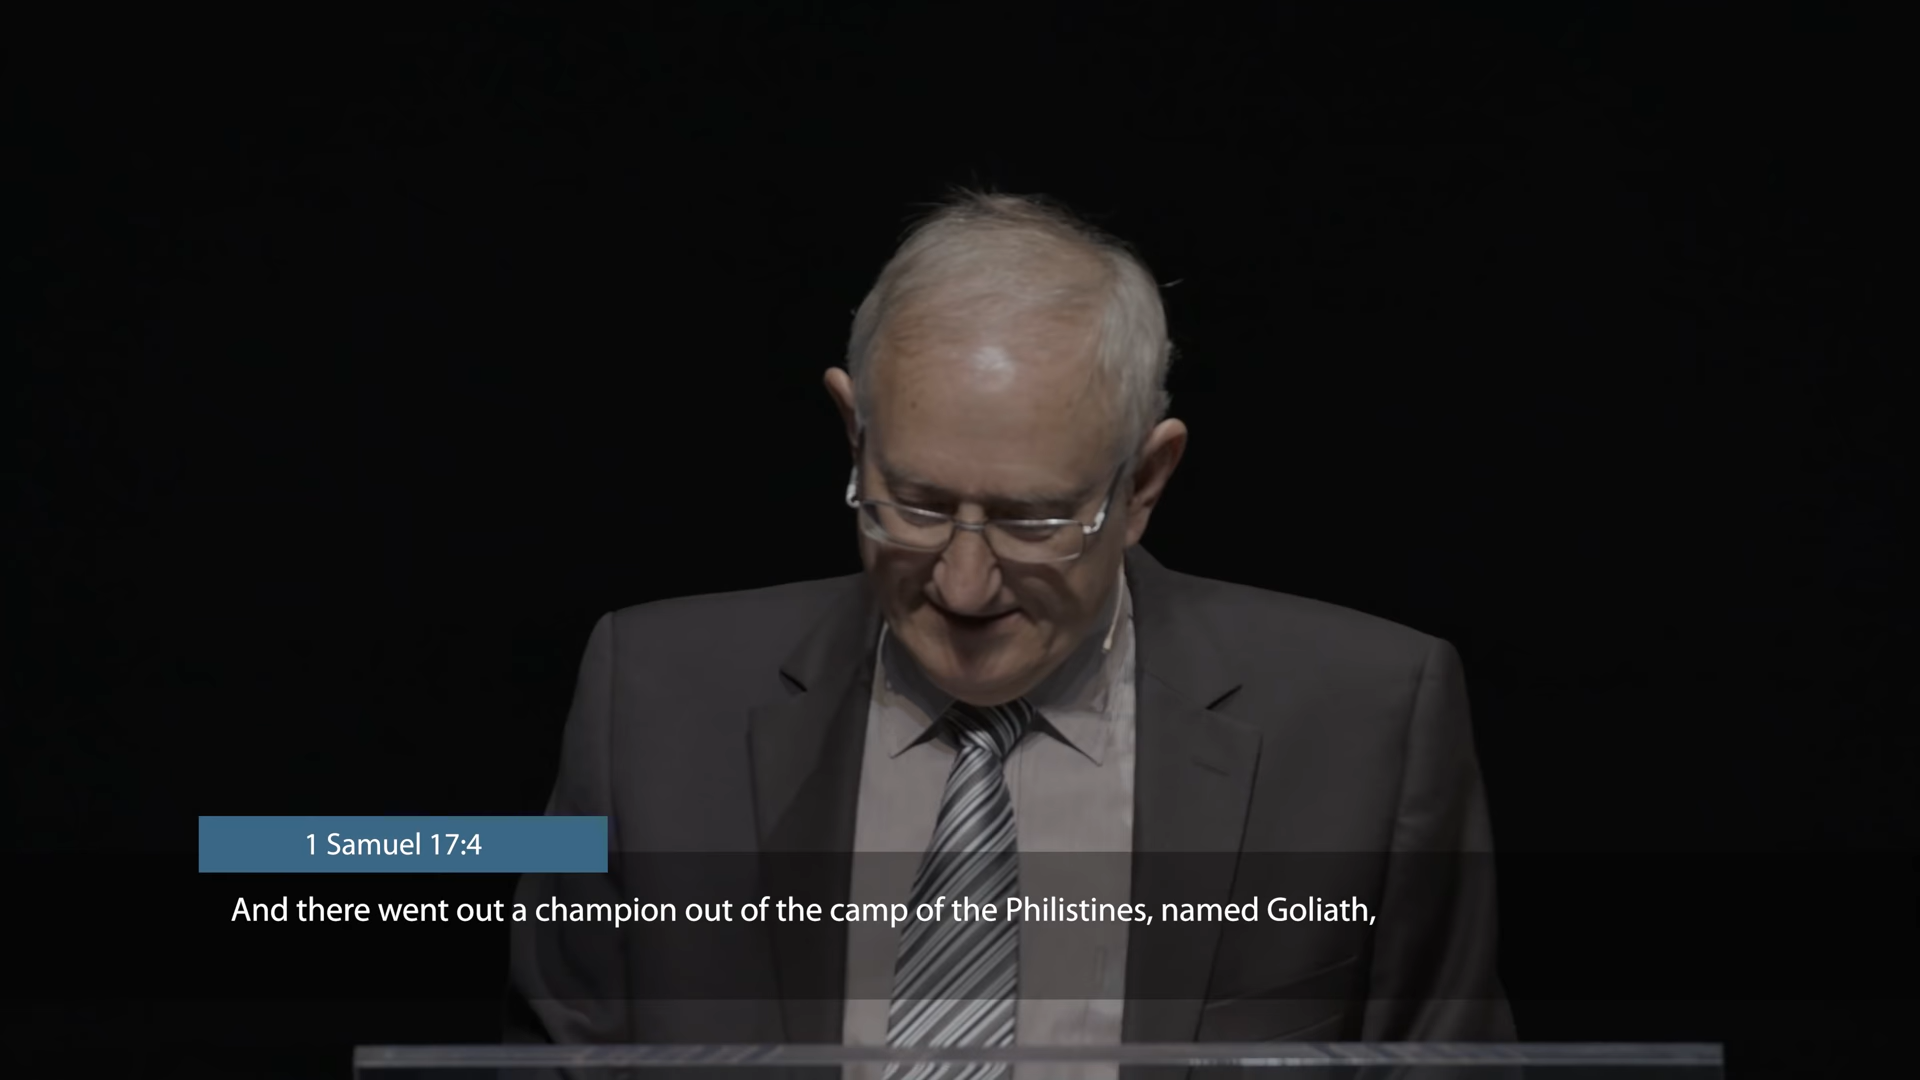 1 Samuel 17:4
And there went out a champion out of the camp of the Philistines, named Goliath,